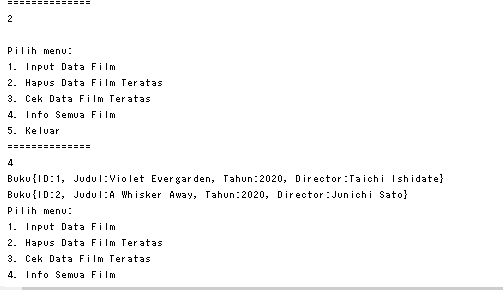 ==============
2
Pilih menu:
1. Input Data Film
2. Hapus Data Film Teratas
3. Cek Data Film Teratas
4. Info Semua Film
5. Keluar
==============
4
Buku{ID:1, Judul:Violet Evergarden, Tahun:2020, Director:Taichi Ishidate}
Buku{ID:2, Judul:A Whisker Away, Tahun:2020, Director:Junichi Sato}
Pilih menu:
1. Input Data Film
2. Hapus Data Film Teratas
3. Cek Data Film Teratas
4. Info Semua Film